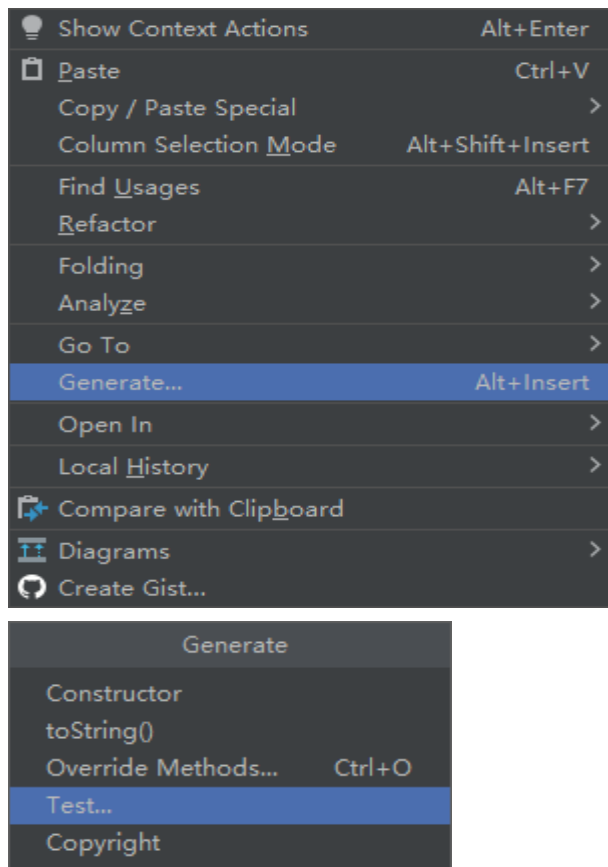 Show Context Actions Alt+Enter
Paste Ctrl+V
Copy / Paste Special
Column Selection Mode Alt+Shift+Insert
Find Usages Alt+F7
Refactor
Folding
Analyze
Go To
Generate... Alt+Insert
Open In
Local History
Compare with Clipboard
Diagrams
Create Gist...
Generate
Constructor
toString()
Override Methods... Ctrl+O
Test...
Copyright